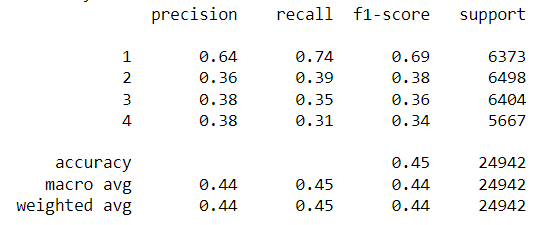 precision recall f1-score support
1 0.64 0.74 0.69 6373
2 0.36 0.39 0.38 6498
3 0.38 0.35 0.36 6404
4 0.38 0.31 0.34 5667
accuracy 0.45 24942
macro avg 0.44 0.45 0.44 24942
weighted avg 0.44 0.45 0.44 24942